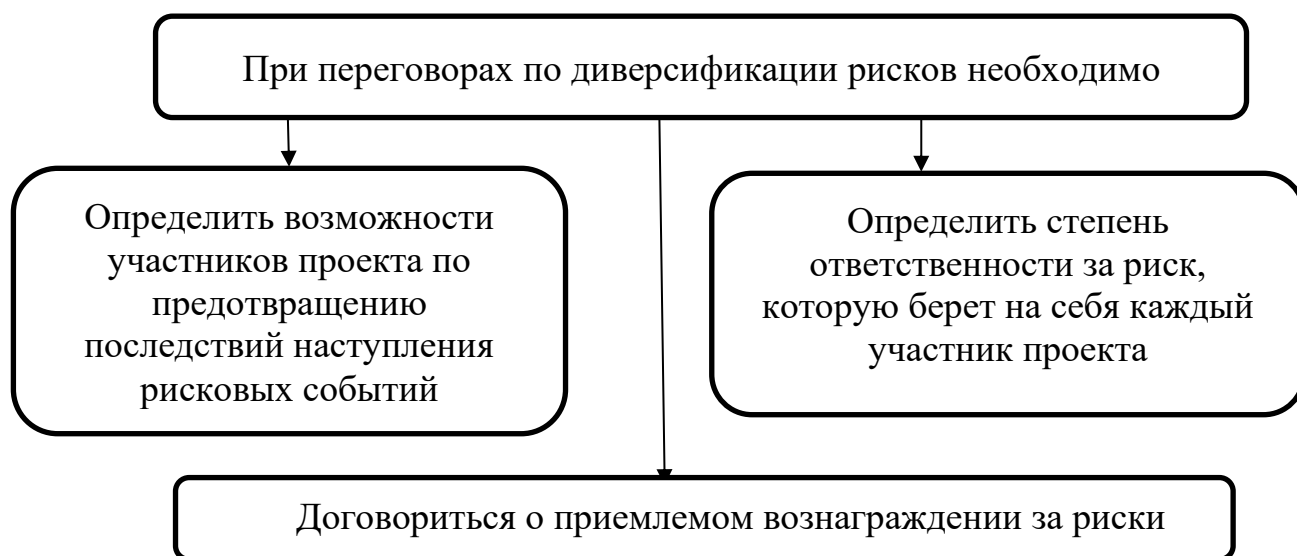 При переговорах по диверсификации рисков необходимо
Определить возможности
участников проекта по
предотвращению
последствий наступления
рисковых событий
Определить степень
ответственности за риск,
которую берет на себя каждый
участник проекта
Договориться о приемлемом вознаграждении за риски